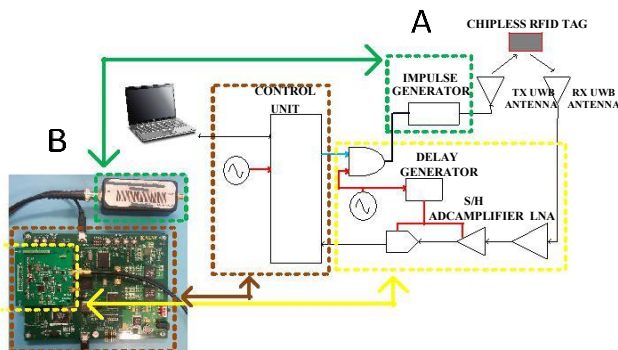 A
CHIPLESS RFID TAG
IMPULSE
GENERATOR
TX UWB
ANTENNA
RX UWB
ANTENNA
CONTROL
UNIT
B
DELAY
GENERATOR
S/H
ADCAMPLIFIER LNA